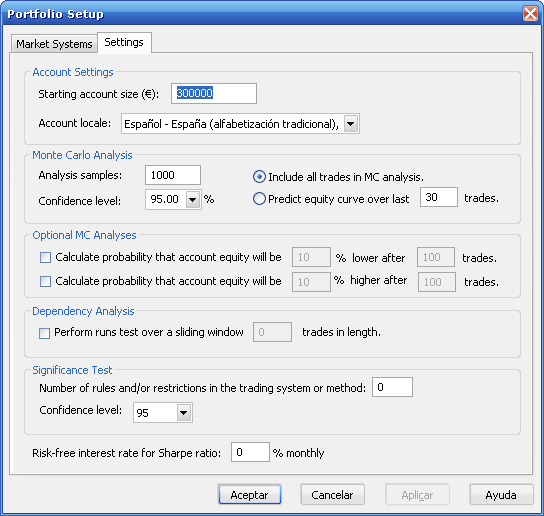 Portfolio Setup
Market Systems Settings
Account Settings
Starting account size (€): 300000
Account locale: Español - España (alfabetización tradicional),
Monte Carlo Analysis
Analysis samples: 1000 Include all trades in MC analysis.
Confidence level: 95.00 % Predict equity curve over last 30 trades.
Optional MC Analyses
Calculate probability that account equity will be 10 % lower after 100 trades.
Calculate probability that account equity will be 10 % higher after 100 trades.
Dependency Analysis
Perform runs test over a sliding window 0 trades in length.
Significance Test
Number of rules and/or restrictions in the trading system or method: 0
Confidence level: 95
Risk-free interest rate for Sharpe ratio: 0 % monthly
Aceptar Cancelar Aplicar Ayuda